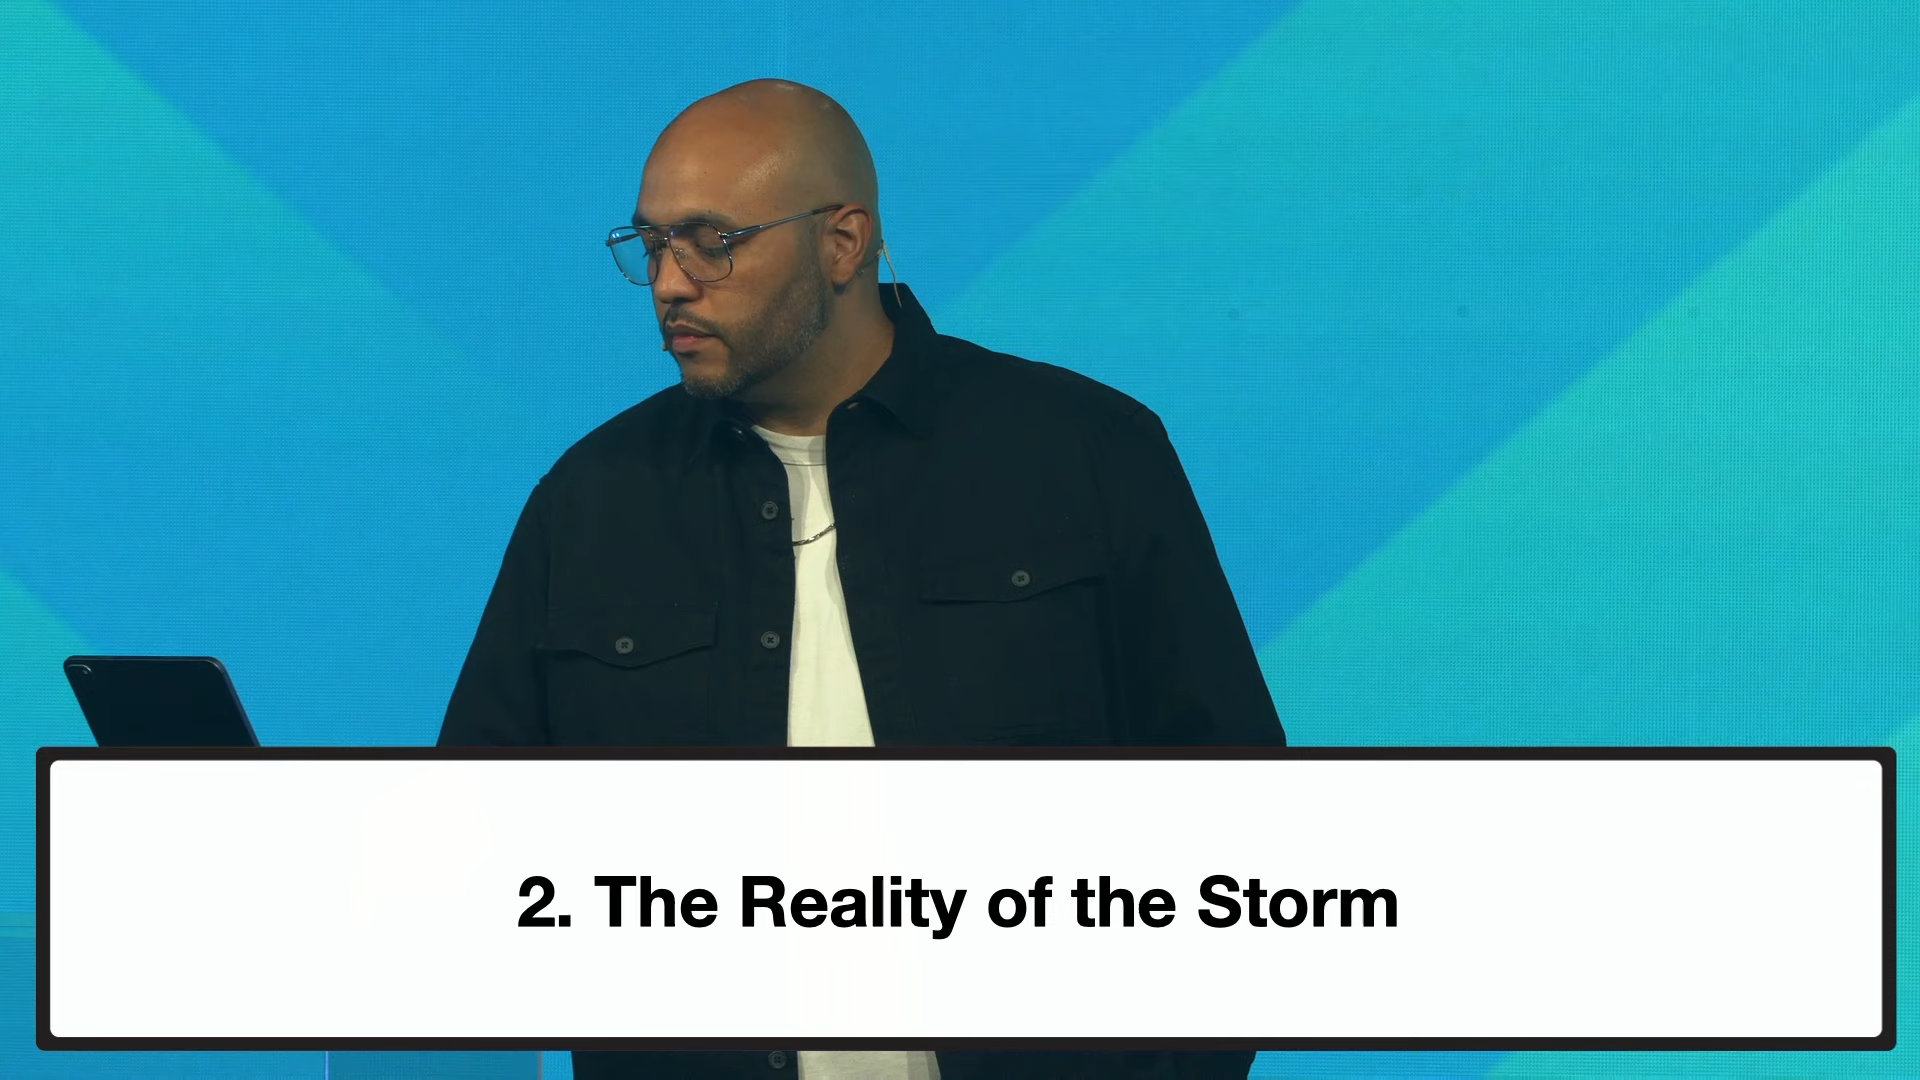 2. The Reality of the Storm